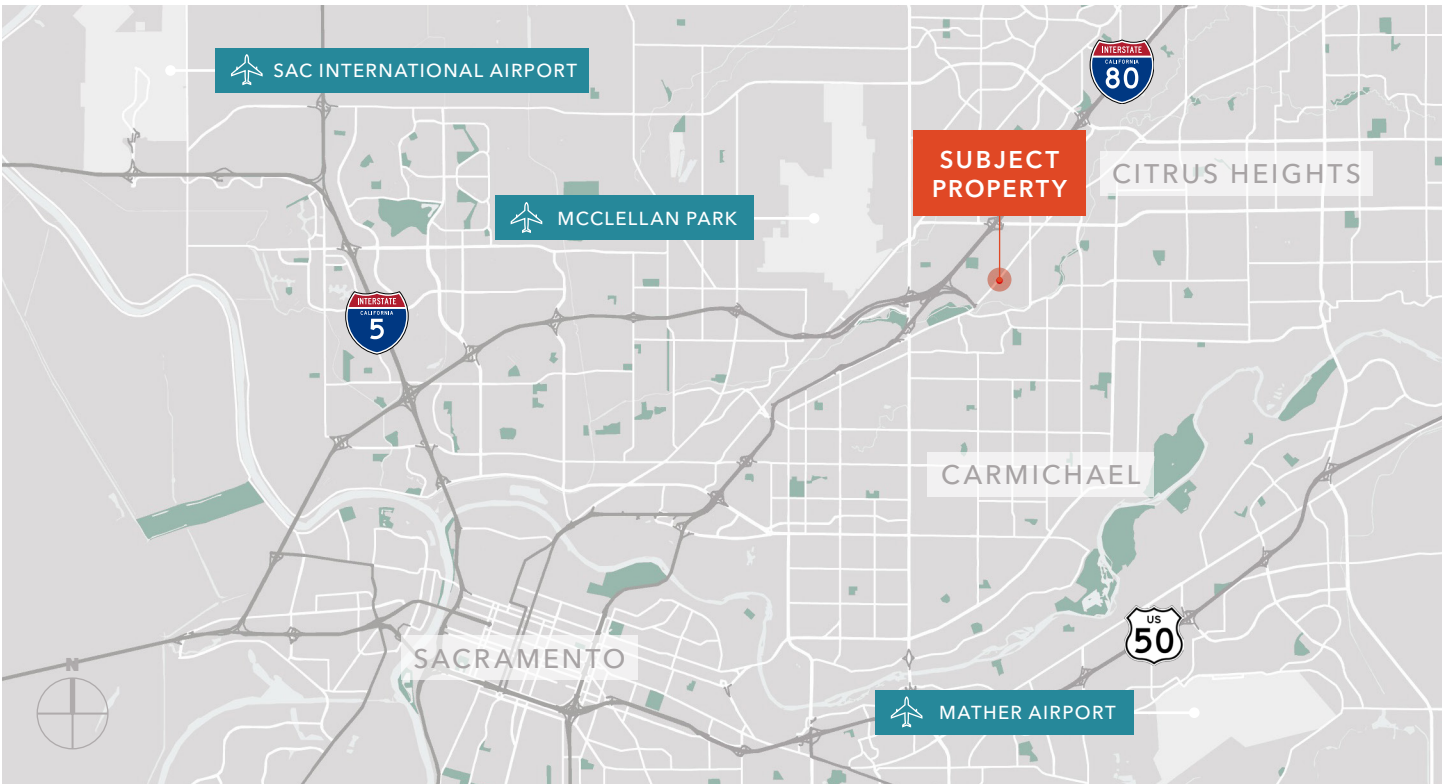 SAC INTERNATIONAL AIRPORT
INTERSTATE
CALIFORNIA
80
SUBJECT
PROPERTY
CITRUS HEIGHTS
MCCLELLAN PARK
INTERSTATE
CALIFORNIA
5
CARMICHAEL
US
50
SACRAMENTO
N
MATHER AIRPORT